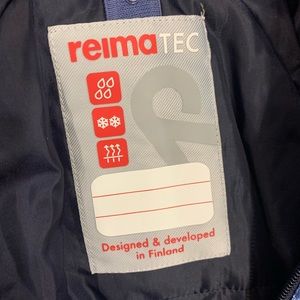 reimaTEC
Designed & developed
in Finland